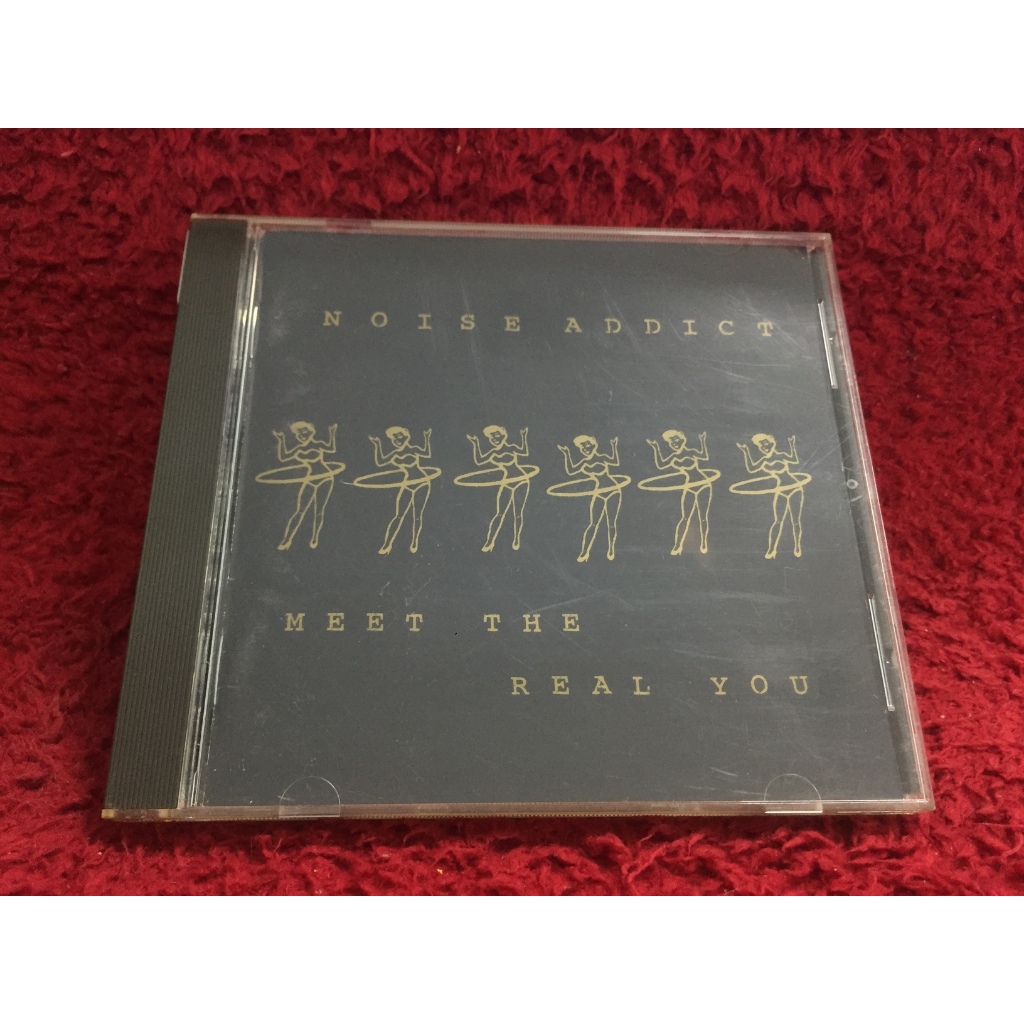 NOISE ADDICT
MEET THE
REAL YOU